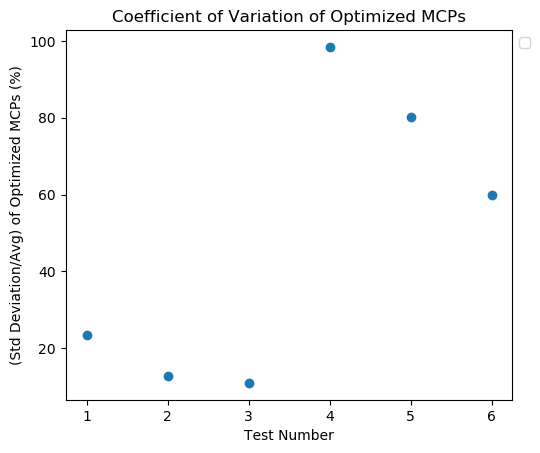 Coefficient of Variation of Optimized MCPs
(Std Deviation/Avg) of Optimized MCPs (%)
100
80
60
40
20
1 2 3 4 5 6
Test Number